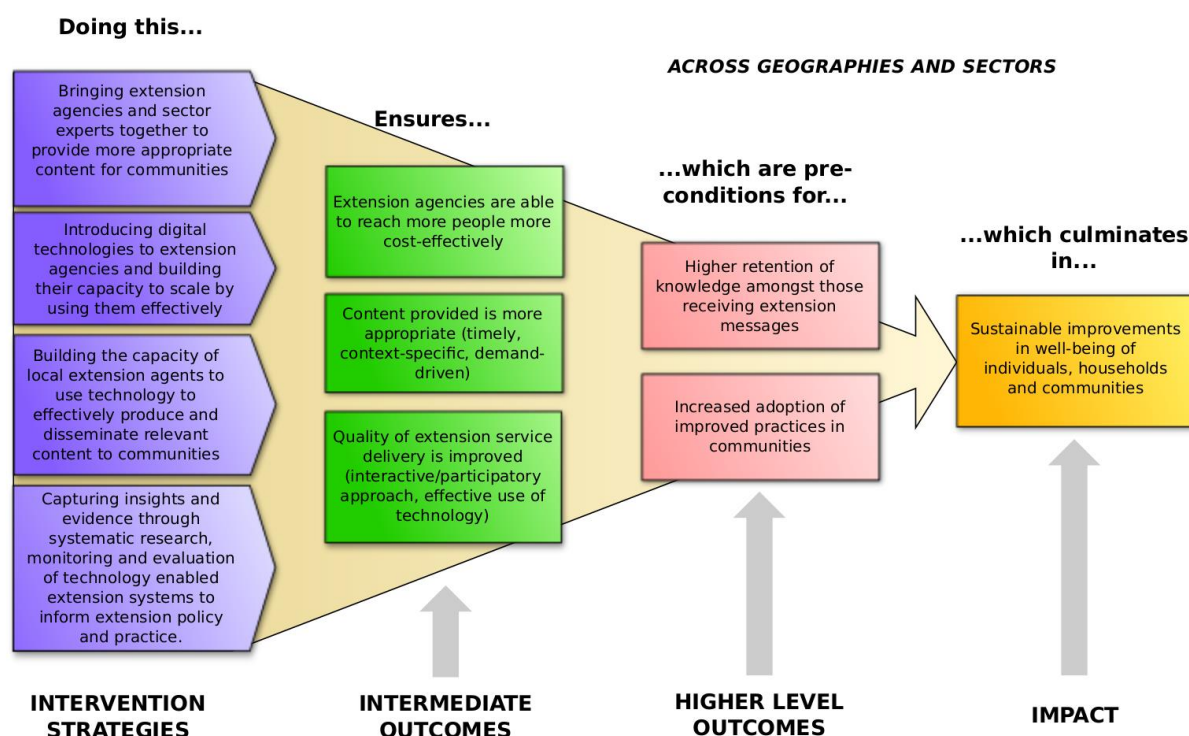 Doing this...
Bringing extension
agencies and sector
experts together to
provide more appropriate
content for communities
Introducing digital
technologies to extension
agencies and building
their capacity to scale by
using them effectively
Building the capacity of
local extension agents to
use technology to
effectively produce and
disseminate relevant
content to communities
Capturing insights and
evidence through
systematic research,
monitoring and evaluation
of technology enabled
extension systems to
inform extension policy
and practice.
INTERVENTION
STRATEGIES
Ensures...
Extension agencies are able
to reach more people more
cost-effectively
Content provided is more
appropriate (timely,
context-specific, demand-
driven)
Quality of extension service
delivery is improved
(interactive/participatory
approach, effective use of
technology)
INTERMEDIATE
OUTCOMES
ACROSS GEOGRAPHIES AND SECTORS
...which are pre-
conditions for...
Higher retention of
knowledge amongst those
receiving extension
messages
Increased adoption of
improved practices in
communities
HIGHER LEVEL
OUTCOMES
...which culminates
in...
Sustainable improvements
in well-being of
individuals, households
and communities
IMPACT